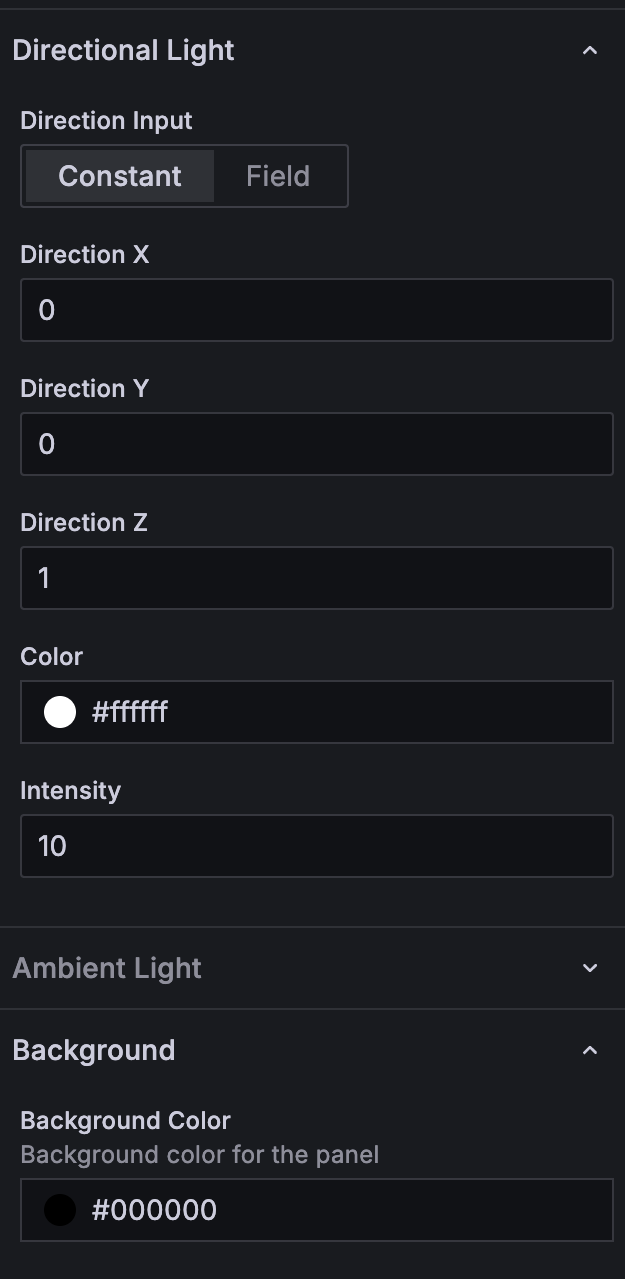 Directional Light
Direction Input
Constant Field
Direction X
0
Direction Y
0
Direction Z
1
Color
#ffffff
Intensity
10
Ambient Light
Background
Background Color
Background color for the panel
#000000